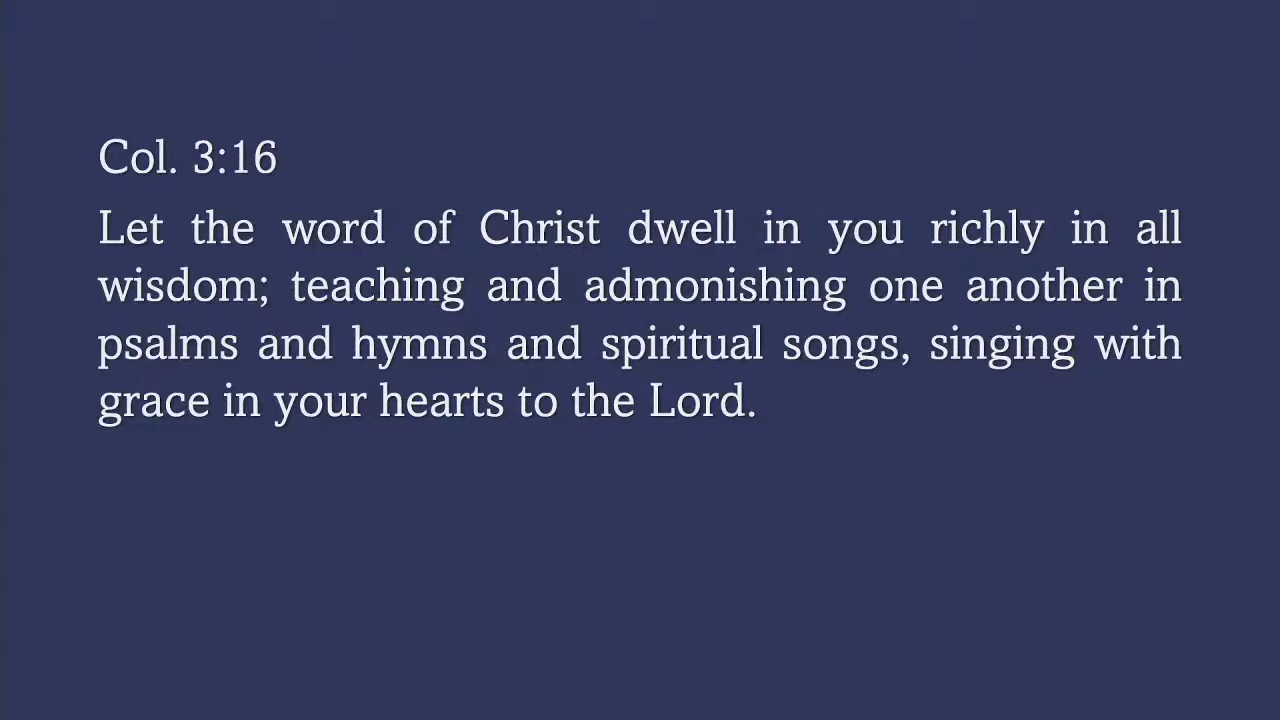 Col. 3:16
Let the word of Christ dwell in you richly in all
wisdom; teaching and admonishing one another in
psalms and hymns and spiritual songs, singing with
grace in your hearts to the Lord.